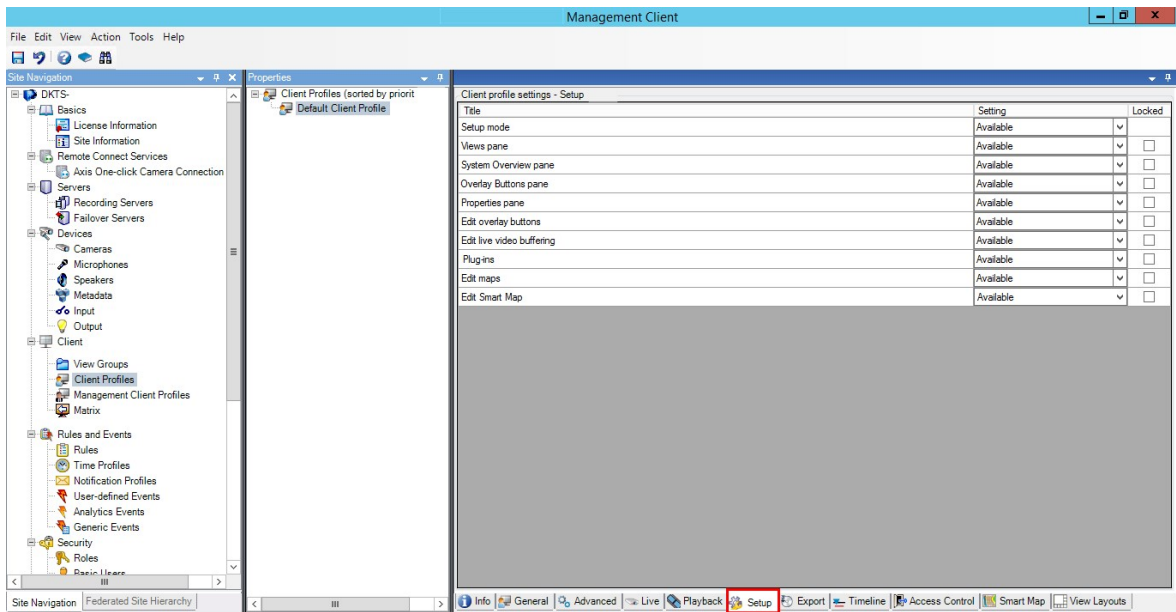 Management Client
File Edit View Action Tools Help
Site Navigation
DKTS-
Basics
License Information
Site Information
Remote Connect Services
Axis One-click Camera Connection
Servers
Recording Servers
Failover Servers
Devices
Cameras
Microphones
Speakers
Metadata
Input
Output
Client
View Groups
Client Profiles
Management Client Profiles
Matrix
Rules and Events
Rules
Time Profiles
Notification Profiles
User-defined Events
Analytics Events
Generic Events
Security
Roles
Basic Users
Site Navigation Federated Site Hierarchy
Properties
Client Profiles (sorted by priorit
Default Client Profile
Client profile settings - Setup
Title Setting Locked
Setup mode Available
Views pane Available
System Overview pane Available
Overlay Buttons pane Available
Properties pane Available
Edit overlay buttons Available
Edit live video buffering Available
Plug-ins Available
Edit maps Available
Edit Smart Map Available
Info General Advanced Live Playback Setup Export Timeline Access Control Smart Map View Layouts